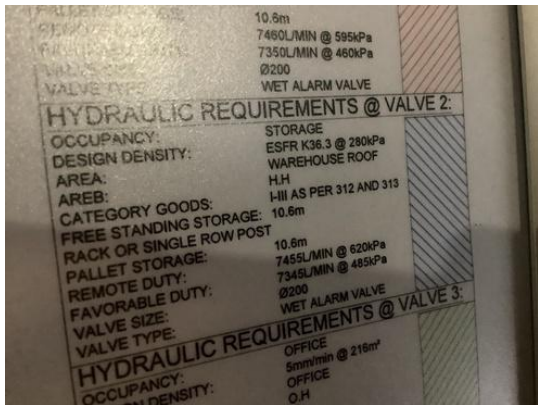 10.6m
7460L/MIN @ 595kPa
7350L/MIN @ 460kPa
VALVE SIZE: Ø200
VALVE TYPE: WET ALARM VALVE
HYDRAULIC REQUIREMENTS @ VALVE 2:
OCCUPANCY: STORAGE
DESIGN DENSITY: ESFR K36.3 @ 280kPa
AREA: WAREHOUSE ROOF
AREB: H.H
CATEGORY GOODS: I-III AS PER 312 AND 313
FREE STANDING STORAGE: 10.6m
RACK OR SINGLE ROW POST
PALLET STORAGE: 10.6m
REMOTE DUTY: 7455L/MIN @ 620kPa
FAVORABLE DUTY: 7345L/MIN @ 485kPa
VALVE SIZE: Ø200
VALVE TYPE: WET ALARM VALVE
HYDRAULIC REQUIREMENTS @ VALVE 3:
OCCUPANCY: OFFICE
DENSITY: 5mm/min @ 216m²
OFFICE
O.H